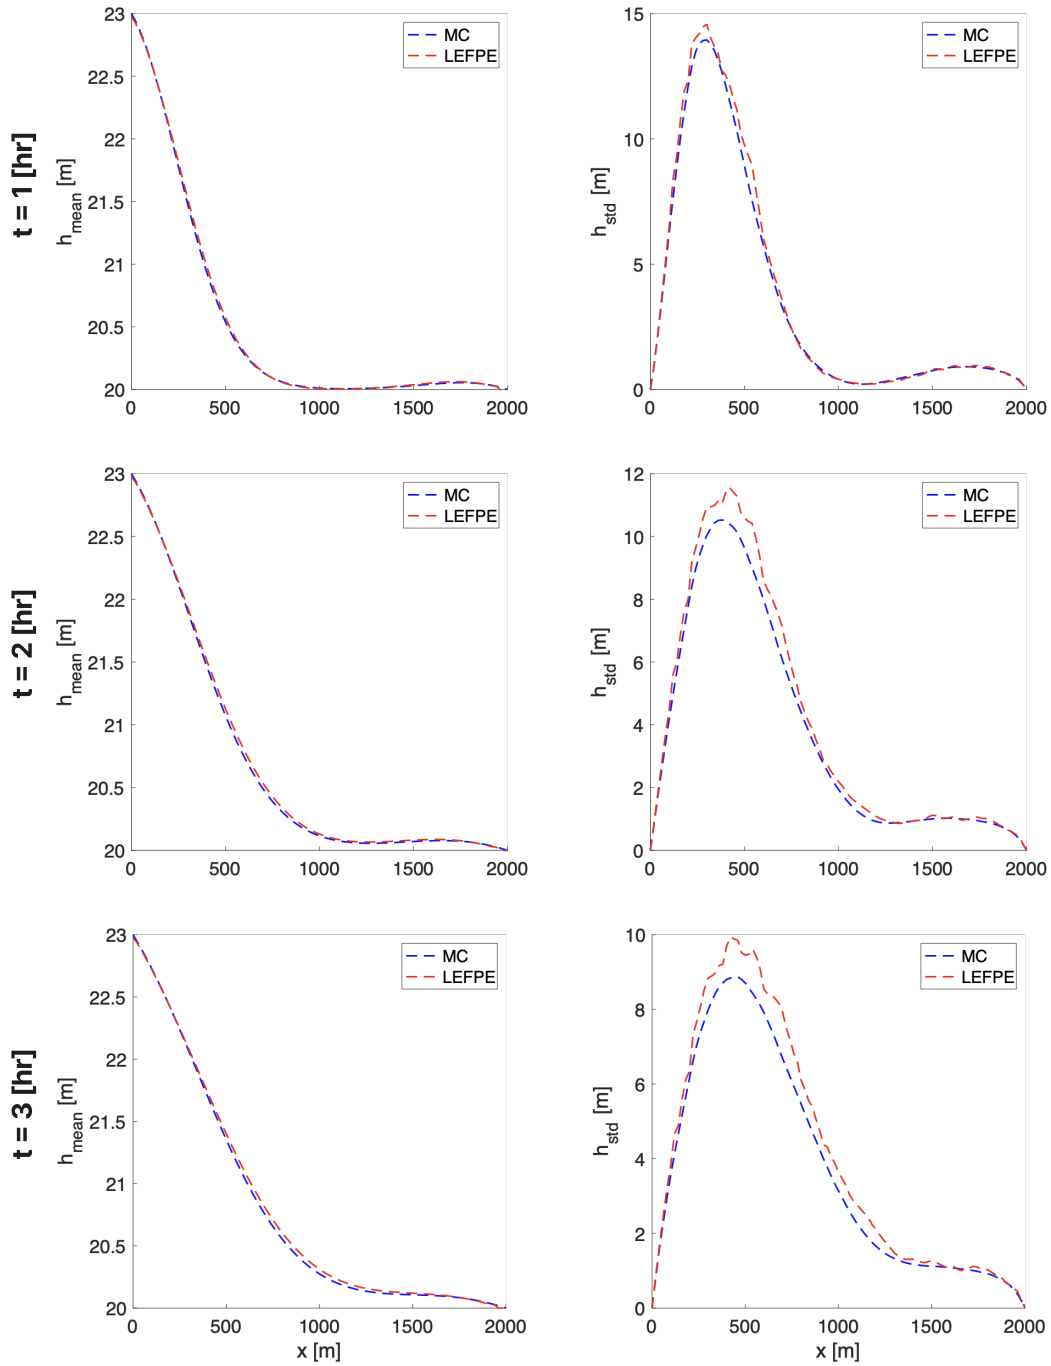 t = 1 [hr]
h_mean [m]
23
22.5
22
21.5
21
20.5
20
0
500
1000
1500
2000
MC
LEFPE
h_std [m]
15
10
5
0
0
500
1000
1500
2000
MC
LEFPE
t = 2 [hr]
h_mean [m]
23
22.5
22
21.5
21
20.5
20
0
500
1000
1500
2000
MC
LEFPE
h_std [m]
12
10
8
6
4
2
0
0
500
1000
1500
2000
MC
LEFPE
t = 3 [hr]
h_mean [m]
23
22.5
22
21.5
21
20.5
20
0
500
1000
1500
2000
x [m]
MC
LEFPE
h_std [m]
10
8
6
4
2
0
0
500
1000
1500
2000
x [m]
MC
LEFPE